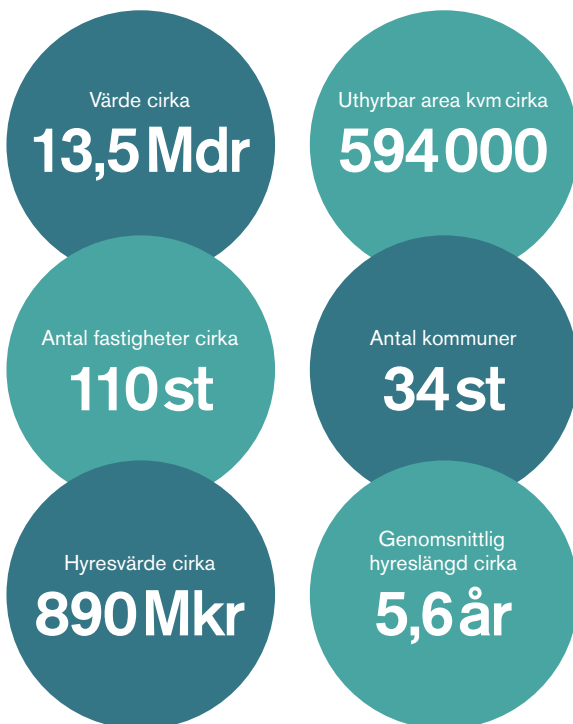 Värde cirka
13,5 Mdr
Uthyrbar area kvm cirka
594 000
Antal fastigheter cirka
110 st
Antal kommuner
34 st
Hyresvärde cirka
890 Mkr
Genomsnittlig
hyreslängd cirka
5,6 år